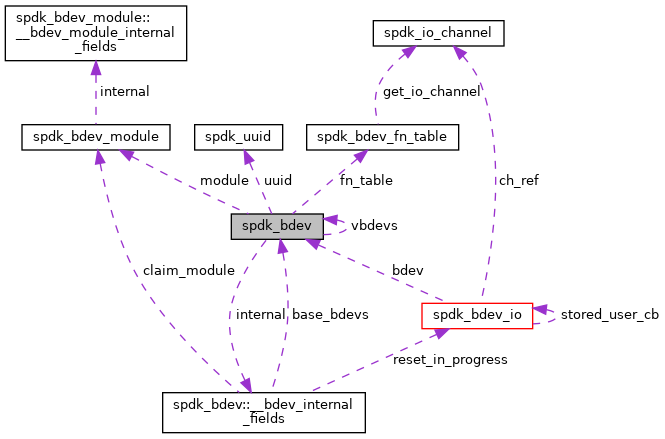 spdk_bdev_module::
__bdev_module_internal
_fields
spdk_io_channel
internal
get_io_channel
spdk_bdev_module
spdk_uuid
spdk_bdev_fn_table
module
uuid
fn_table
ch_ref
spdk_bdev
vbdevs
claim_module
bdev
internal
base_bdevs
spdk_bdev_io
stored_user_cb
reset_in_progress
spdk_bdev::__bdev_internal
_fields